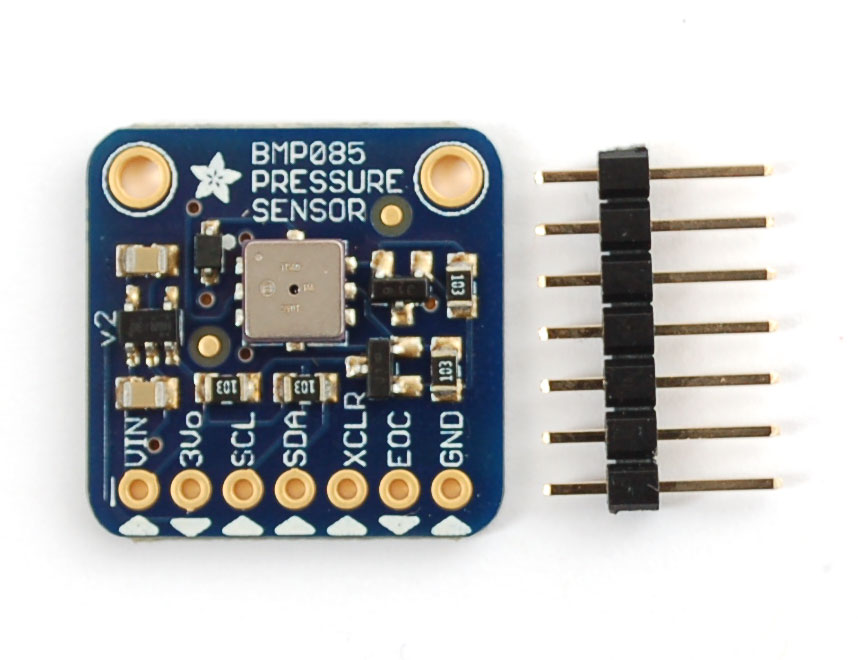 BMP085
PRESSURE
SENSOR
103
v2
103
103
103
VIN
3Vo
SCL
SDA
XCLR
EOC
GND